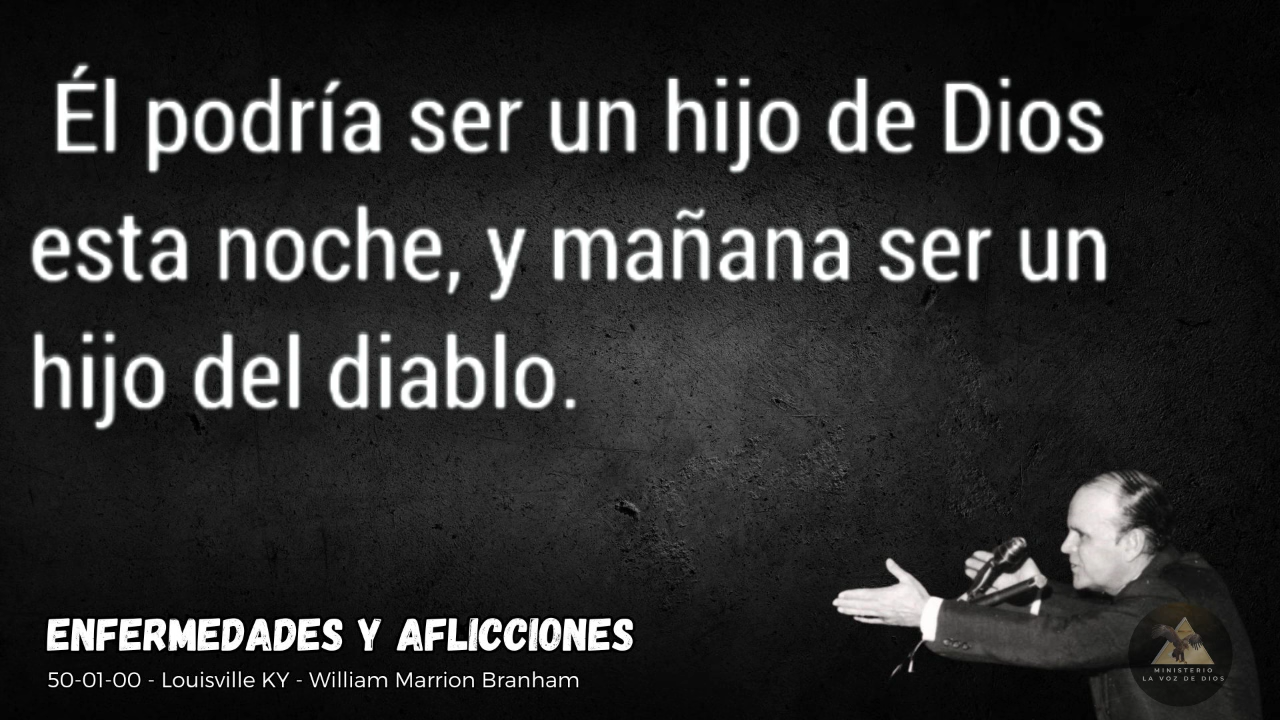 Él podría ser un hijo de Dios
esta noche, y mañana ser un
hijo del diablo.
ENFERMEDADES Y AFLICCIONES
50-01-00 - Louisville KY - William Marrion Branham
MINISTERIO
LA VOZ DE DIOS